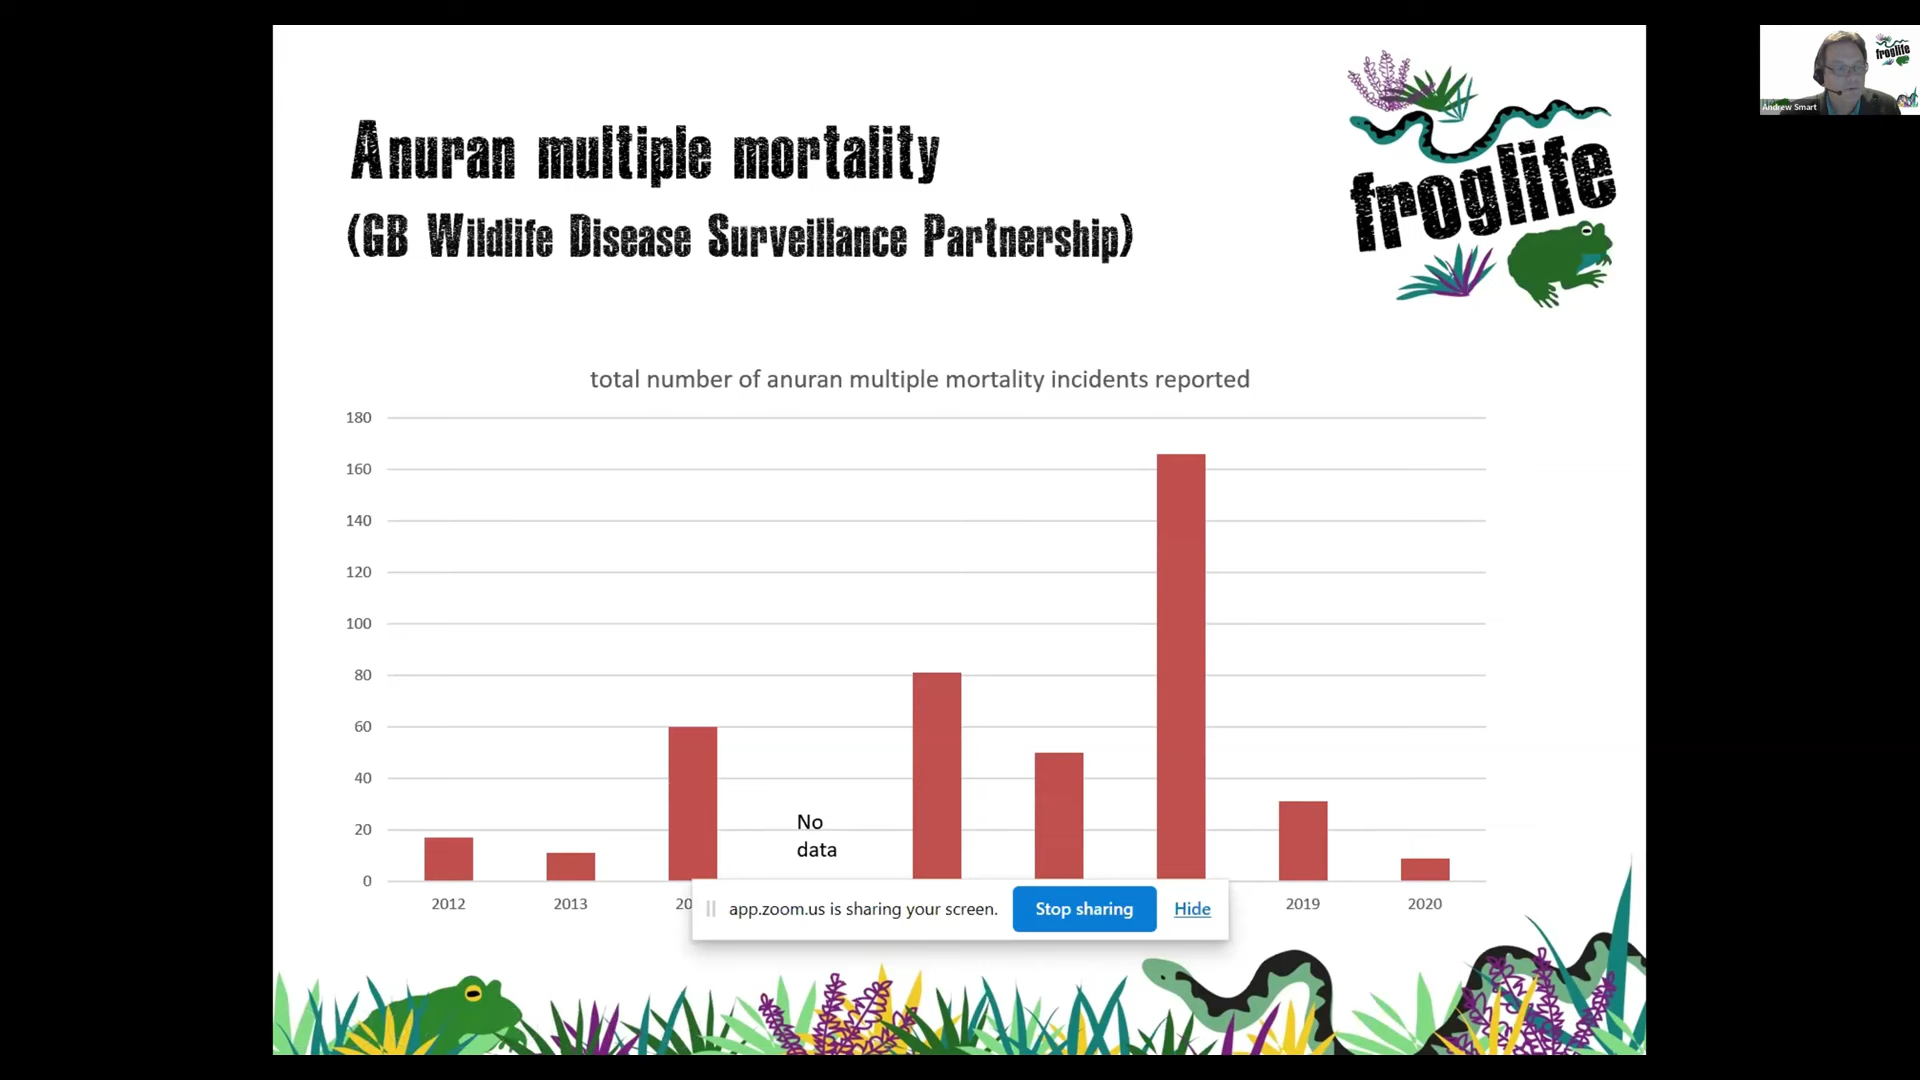 Anuran multiple mortality
(GB Wildlife Disease Surveillance Partnership)
froglife
froglife
Andrew Smart
total number of anuran multiple mortality incidents reported
180
160
140
120
100
80
60
40
20
0
No
data
2012
2013
20
2019
2020
app.zoom.us is sharing your screen.
Stop sharing
Hide